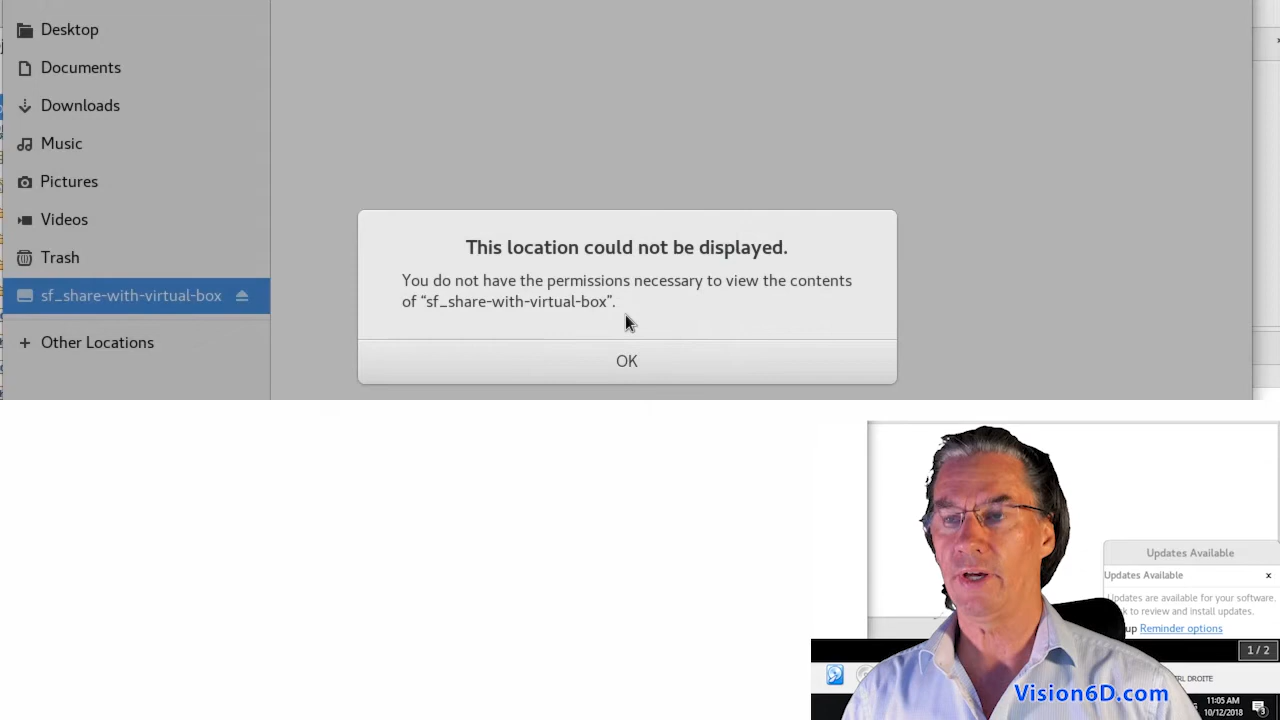 Desktop
Documents
Downloads
Music
Pictures
Videos
Trash
sf_share-with-virtual-box
Other Locations
This location could not be displayed.
You do not have the permissions necessary to view the contents
of “sf_share-with-virtual-box”.
OK
Updates Available
Updates Available
x
Updates are available for your software.
to review and install updates.
Reminder options
1 / 2
DROITE
Vision6D.com
11:05 AM
10/12/2018
3